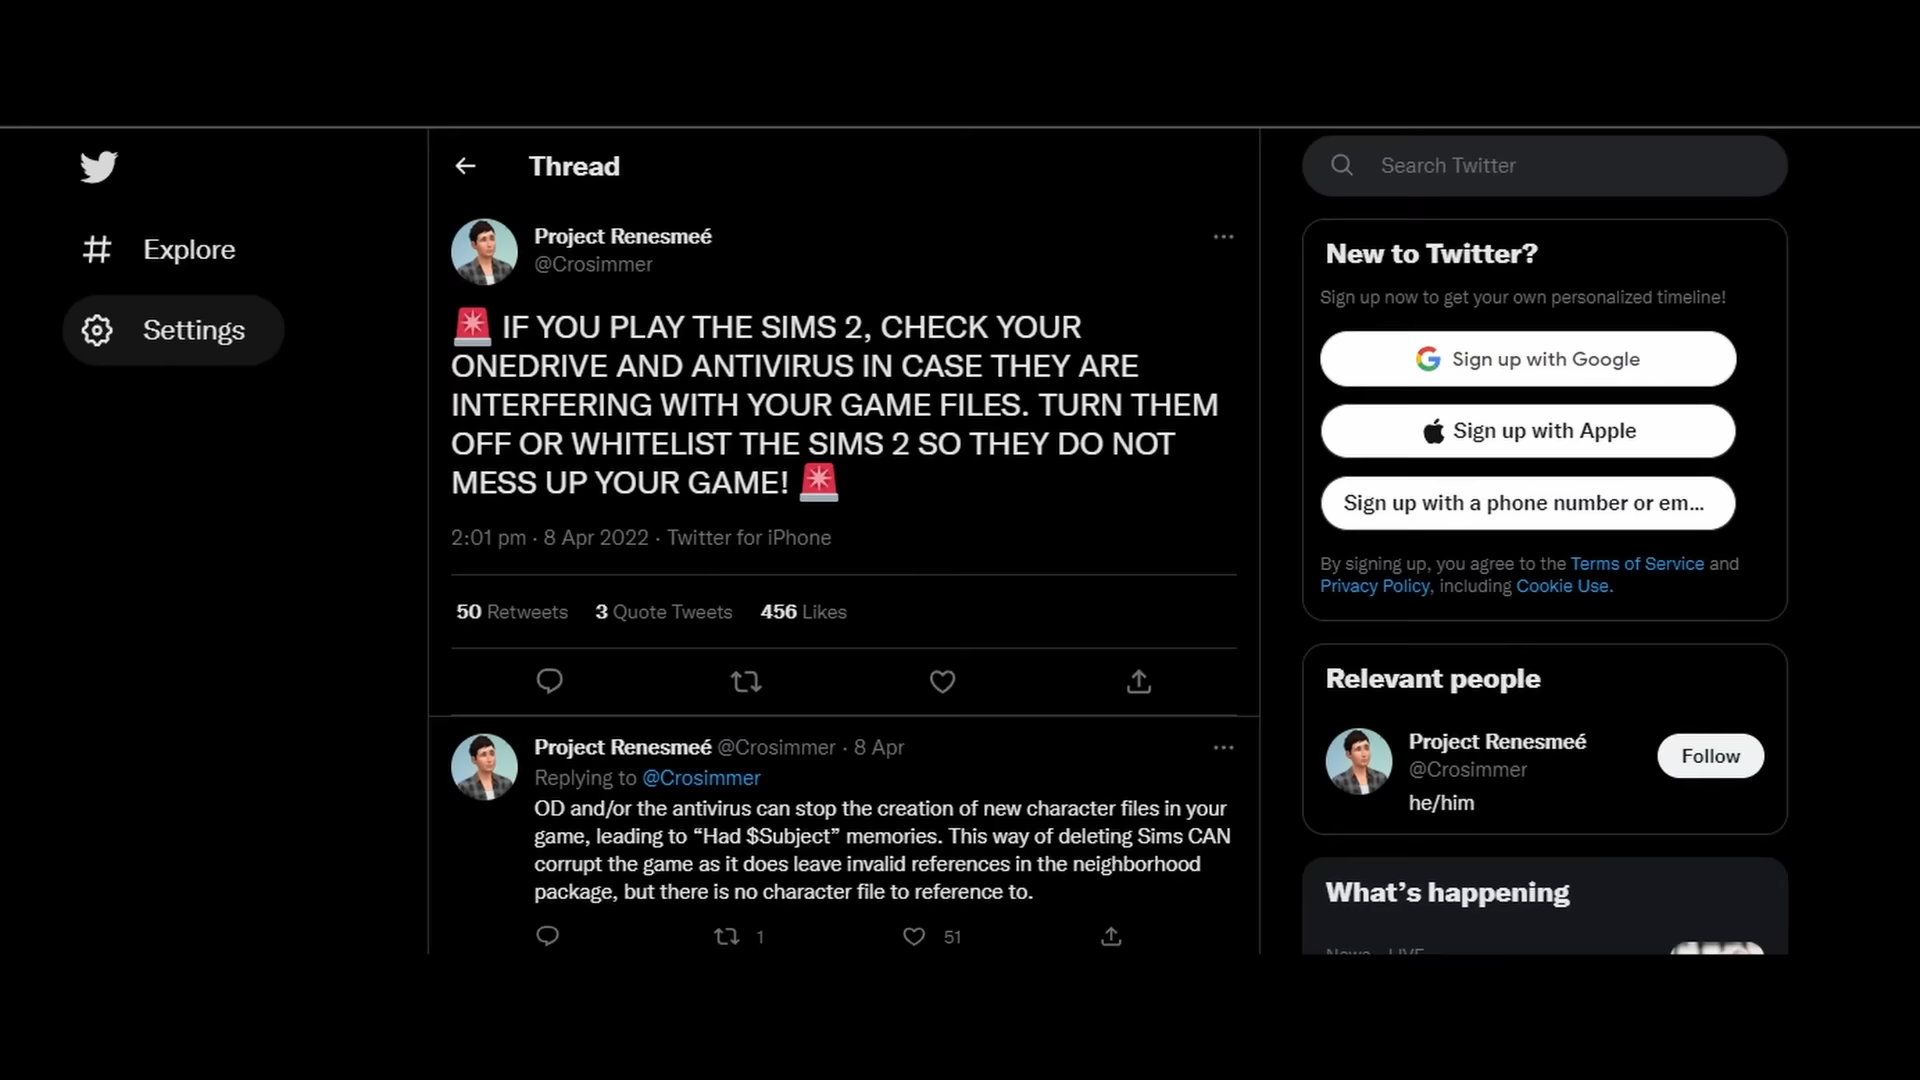 Explore
Settings
Thread
Project Renesmeé
@Crosimmer
🚨 IF YOU PLAY THE SIMS 2, CHECK YOUR
ONEDRIVE AND ANTIVIRUS IN CASE THEY ARE
INTERFERING WITH YOUR GAME FILES. TURN THEM
OFF OR WHITELIST THE SIMS 2 SO THEY DO NOT
MESS UP YOUR GAME! 🚨
2:01 pm · 8 Apr 2022 · Twitter for iPhone
50 Retweets 3 Quote Tweets 456 Likes
Project Renesmeé @Crosimmer · 8 Apr
Replying to @Crosimmer
OD and/or the antivirus can stop the creation of new character files in your
game, leading to “Had $Subject” memories. This way of deleting Sims CAN
corrupt the game as it does leave invalid references in the neighborhood
package, but there is no character file to reference to.
1 51
Search Twitter
New to Twitter?
Sign up now to get your own personalized timeline!
Sign up with Google
Sign up with Apple
Sign up with a phone number or em...
By signing up, you agree to the Terms of Service and
Privacy Policy, including Cookie Use.
Relevant people
Project Renesmeé
@Crosimmer
Follow
he/him
What’s happening